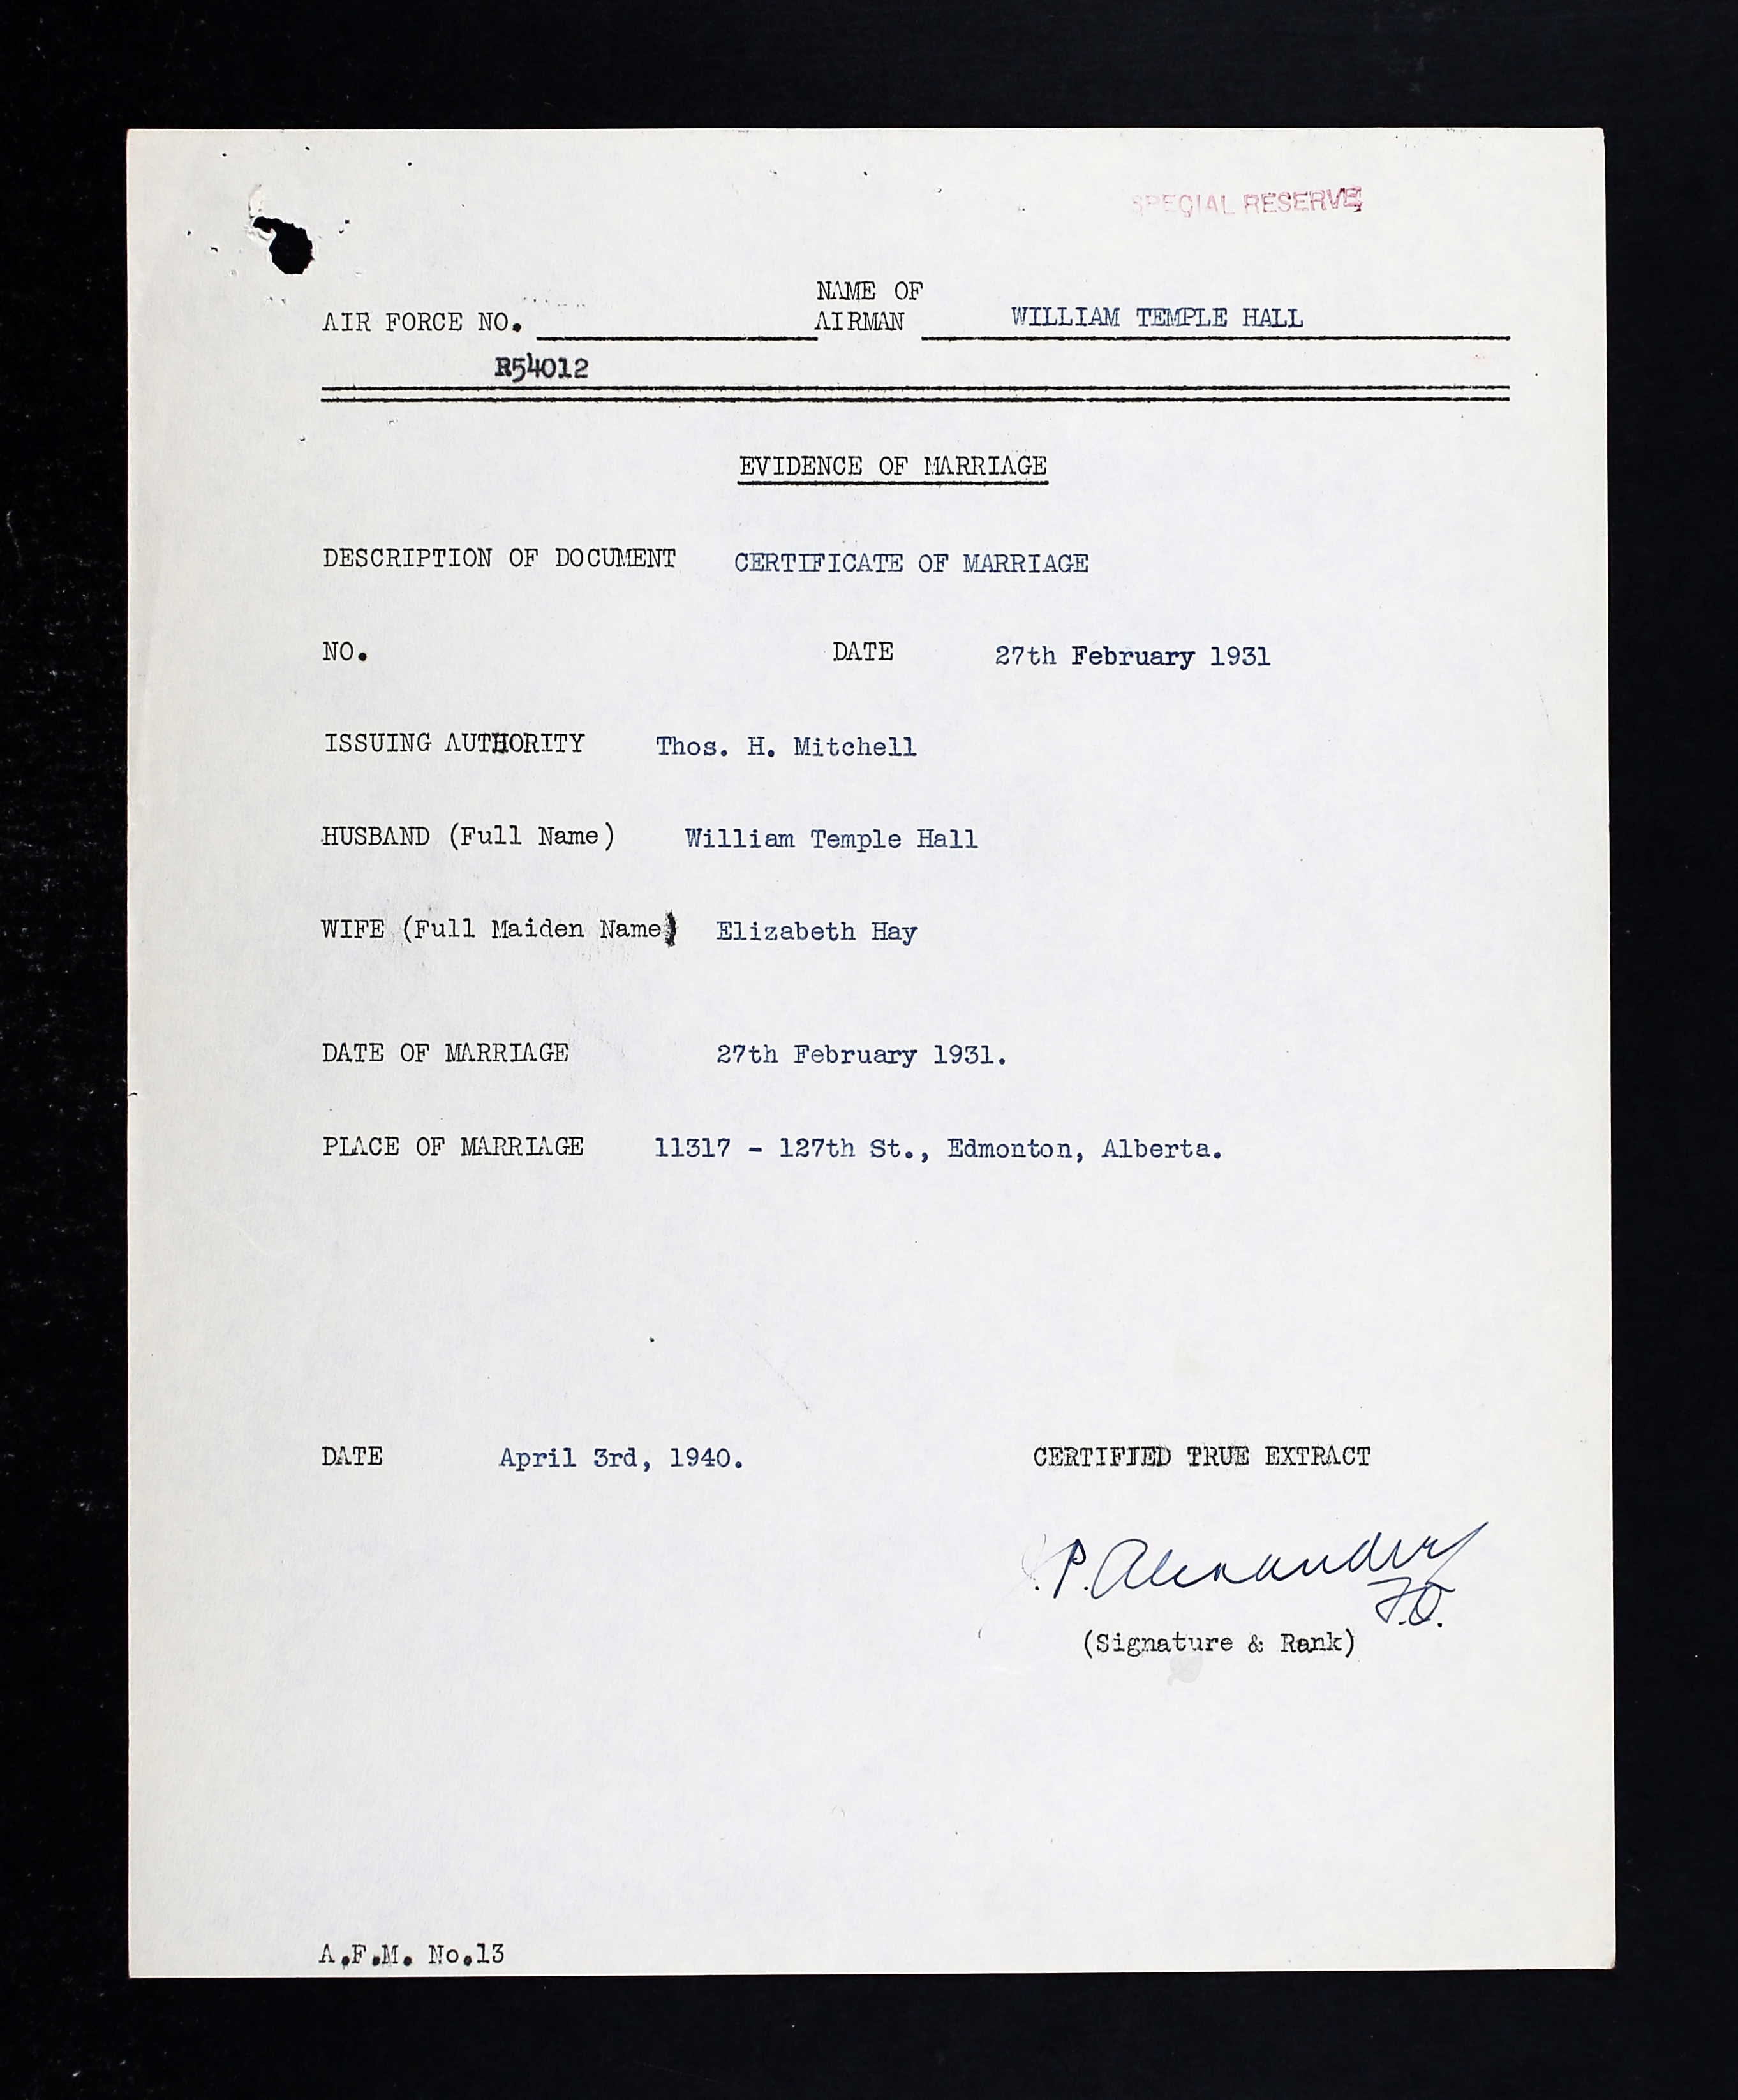 SPECIAL RESERVE
NAME OF
AIR FORCE NO. AIRMAN WILLIAM TEMPLE HALL
R54012
EVIDENCE OF MARRIAGE
DESCRIPTION OF DOCUMENT CERTIFICATE OF MARRIAGE
NO. DATE 27th February 1931
ISSUING AUTHORITY Thos. H. Mitchell
HUSBAND (Full Name) William Temple Hall
WIFE (Full Maiden Name) Elizabeth Hay
DATE OF MARRIAGE 27th February 1931.
PLACE OF MARRIAGE 11317 - 127th St., Edmonton, Alberta.
DATE April 3rd, 1940. CERTIFIED TRUE EXTRACT
P. Alexander
F.O.
(Signature & Rank)
A.F.M. No.13